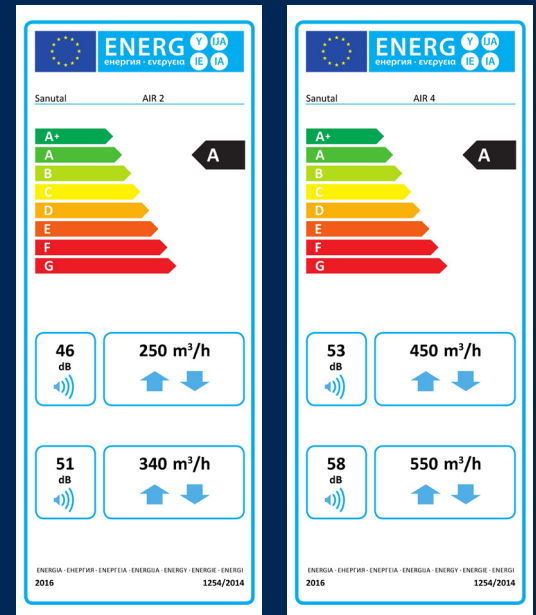 ENERG Y IJA
енергия · ενεργεια IE IA
Sanutal AIR 2
A+
A
A
B
C
D
E
F
G
46
dB
250 m³/h
51
dB
340 m³/h
ENERGIA · ЕНЕРГИЯ · ΕΝΕΡΓΕΙΑ · ENERGIJA · ENERGY · ENERGIE · ENERGI
2016 1254/2014
ENERG Y IJA
енергия · ενεργεια IE IA
Sanutal AIR 4
A+
A
A
B
C
D
E
F
G
53
dB
450 m³/h
58
dB
550 m³/h
ENERGIA · ЕНЕРГИЯ · ΕΝΕΡΓΕΙΑ · ENERGIJA · ENERGY · ENERGIE · ENERGI
2016 1254/2014